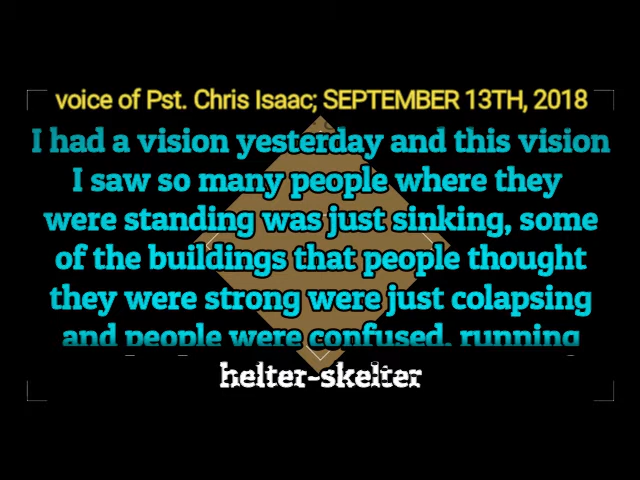 voice of Pst. Chris Isaac; SEPTEMBER 13TH, 2018
I had a vision yesterday and this vision
I saw so many people where they
were standing was just sinking, some
of the buildings that people thought
they were strong were just colapsing
and people were confused, running
helter-skelter